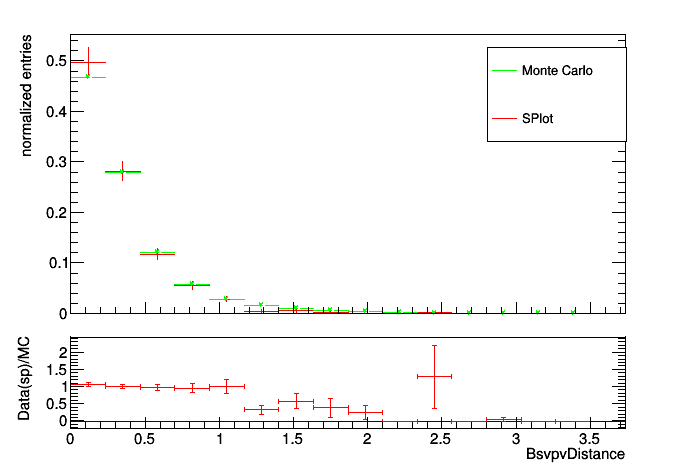 normalized entries
0.5
0.4
0.3
0.2
0.1
0
Monte Carlo
SPlot
Data(sp)/MC
2
1.5
1
0.5
0
0 0.5 1 1.5 2 2.5 3 3.5
BsvpvDistance